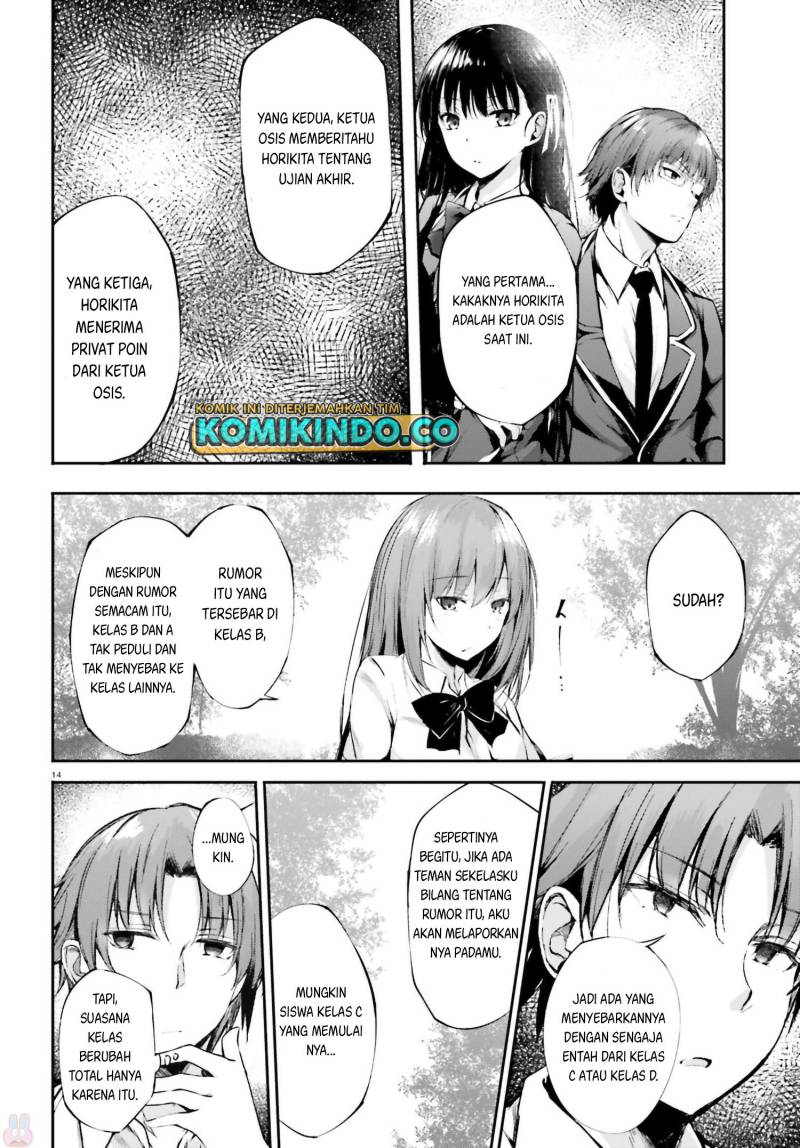 YANG PERTAMA...
KAKAKNYA HORIKITA
ADALAH KETUA OSIS
SAAT INI.
YANG KEDUA, KETUA
OSIS MEMBERITAHU
HORIKITA TENTANG
UJIAN AKHIR.
YANG KETIGA,
HORIKITA
MENERIMA
PRIVAT POIN
DARI KETUA
OSIS.
KOMIK INI DITERJEMAHKAN TIM
KOMIKINDO.CO
SUDAH?
RUMOR
ITU YANG
TERSEBAR DI
KELAS B,
MESKIPUN
DENGAN RUMOR
SEMACAM ITU,
KELAS B DAN A
TAK PEDULI DAN
TAK MENYEBAR KE
KELAS LAINNYA.
14
JADI ADA YANG
MENYEBARKANNYA
DENGAN SENGAJA
ENTAH DARI KELAS
C ATAU KELAS D.
SEPERTINYA
BEGITU, JIKA ADA
TEMAN SEKELASKU
BILANG TENTANG
RUMOR ITU, AKU
AKAN MELAPORKAN
NYA PADAMU.
MUNGKIN
SISWA KELAS C
YANG MEMULAI
NYA...
...MUNG
KIN.
TAPI,
SUASANA
KELAS
BERUBAH
TOTAL HANYA
KARENA ITU.